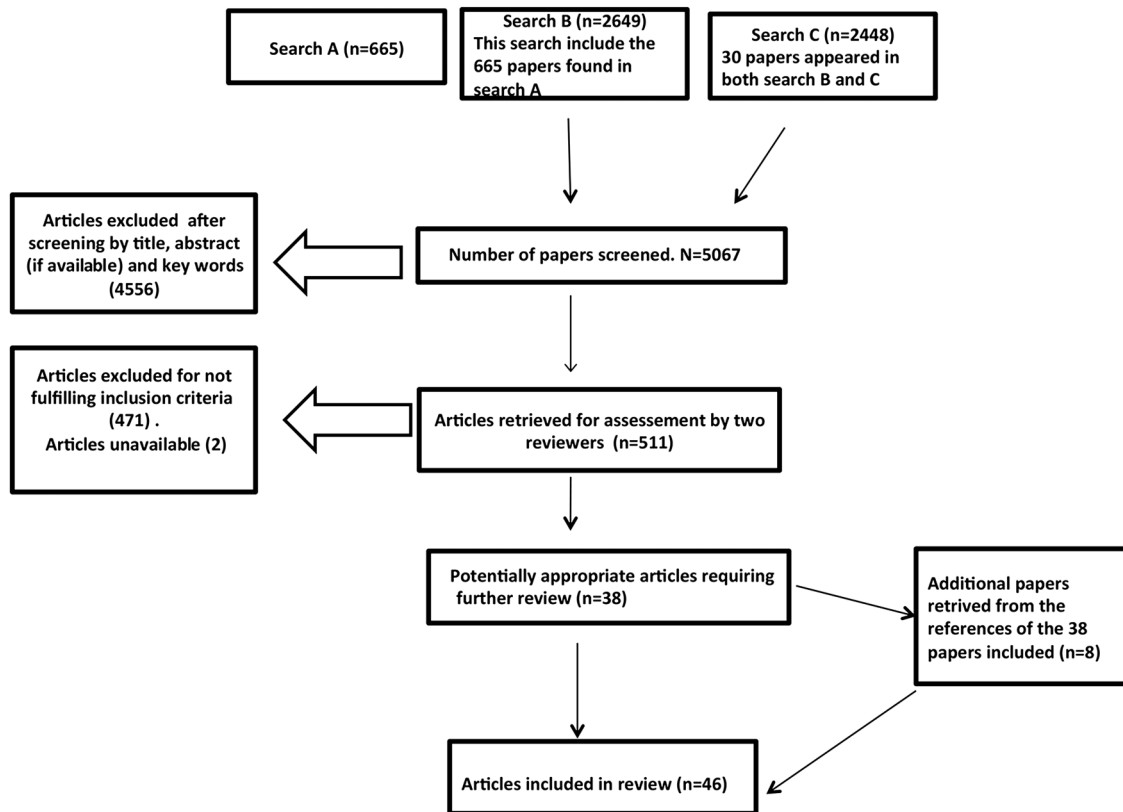 Search A (n=665)
Search B (n=2649)
This search include the
665 papers found in
search A
Search C (n=2448)
30 papers appeared in
both search B and C
Articles excluded after
screening by title, abstract
(if available) and key words
(4556)
Number of papers screened. N=5067
Articles excluded for not
fulfilling inclusion criteria
(471) .
Articles unavailable (2)
Articles retrieved for assessement by two
reviewers (n=511)
Potentially appropriate articles requiring
further review (n=38)
Additional papers
retrived from the
references of the 38
papers included (n=8)
Articles included in review (n=46)